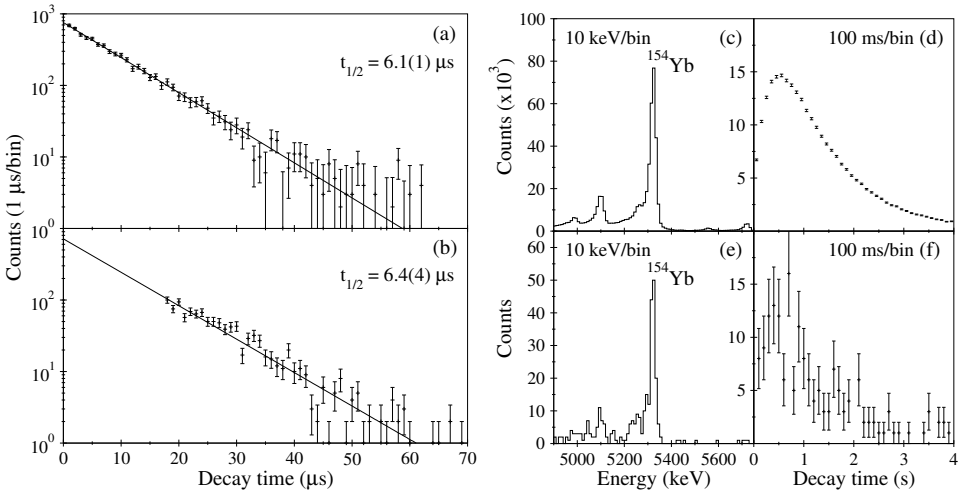 10³
(a)
t₁/₂ = 6.1(1) μs
10²
10¹
10⁰
Counts (1 μs/bin)
(b)
t₁/₂ = 6.4(4) μs
10²
10¹
10⁰
0 10 20 30 40 50 60 70
Decay time (μs)
100
10 keV/bin (c)
¹⁵⁴Yb
80
60
40
20
0
Counts (x10³)
100 ms/bin (d)
15
10
5
10 keV/bin (e)
¹⁵⁴Yb
60
50
40
30
20
10
0
Counts
5000 5200 5400 5600
Energy (keV)
100 ms/bin (f)
15
10
5
0 1 2 3 4
Decay time (s)